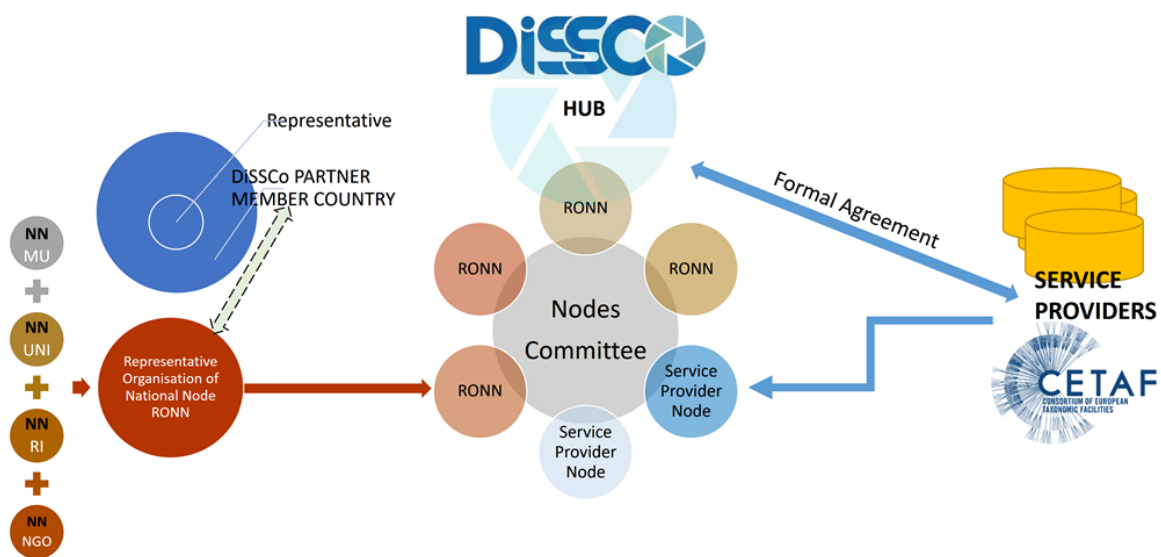 DiSSCo
HUB
Representative
DiSSCo PARTNER
MEMBER COUNTRY
NN
MU
NN
UNI
NN
RI
NN
NGO
Representative
Organisation of
National Node
RONN
RONN
RONN
RONN
RONN
Nodes
Committee
Service
Provider
Node
Service
Provider
Node
Formal Agreement
SERVICE
PROVIDERS
CETAF
CONSORTIUM OF EUROPEAN
TAXONOMIC FACILITIES